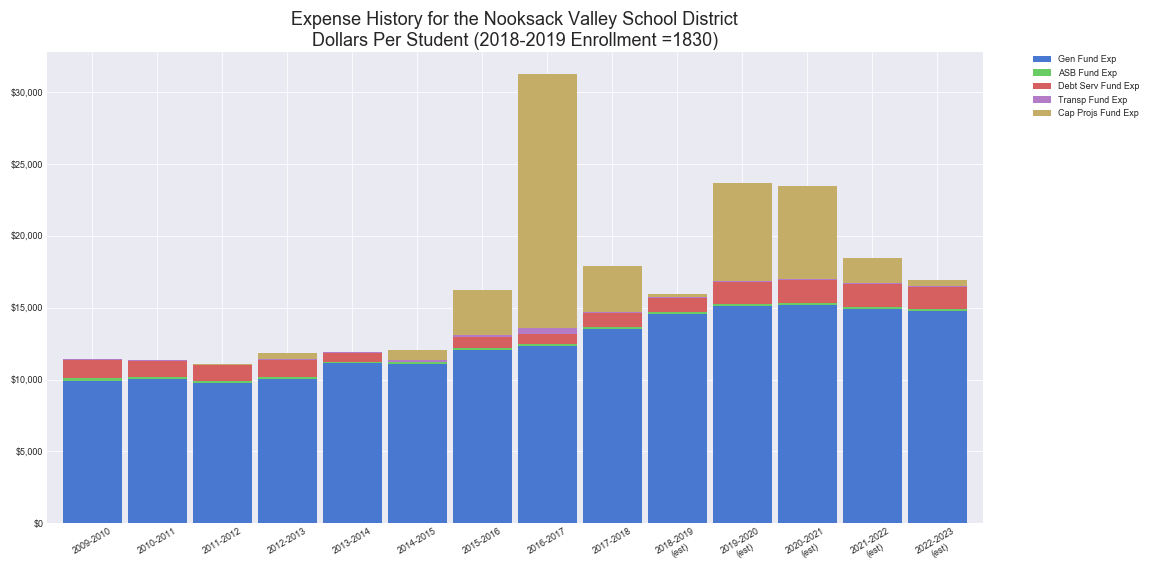 Expense History for the Nooksack Valley School District
Dollars Per Student (2018-2019 Enrollment =1830)
Gen Fund Exp
ASB Fund Exp
Debt Serv Fund Exp
Transp Fund Exp
Cap Projs Fund Exp
$30,000
$25,000
$20,000
$15,000
$10,000
$5,000
$0
2009-2010
2010-2011
2011-2012
2012-2013
2013-2014
2014-2015
2015-2016
2016-2017
2017-2018
2018-2019
(est)
2019-2020
(est)
2020-2021
(est)
2021-2022
(est)
2022-2023
(est)